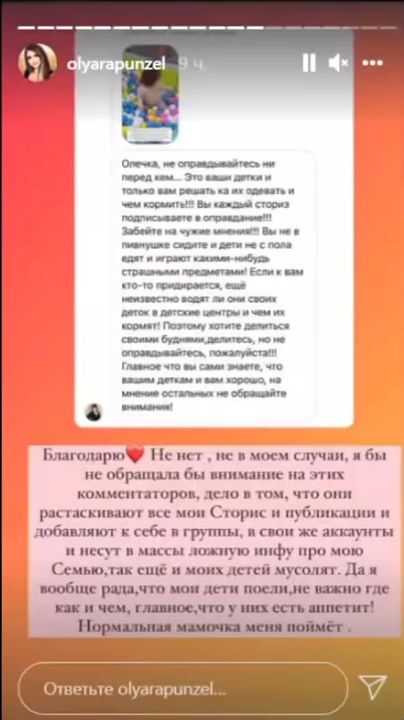 olyarapunzel 9 ч.
Олечка, не оправдывайтесь ни
перед кем... Это ваши детки и
только вам решать ка их одевать и
чем кормить!!! Вы каждый сториз
подписываете в оправдание!!!
Забейте на чужие мнения!!! Вы не в
пивнушке сидите и дети не с пола
едят и играют какими-нибудь
страшными предметами! Если к вам
кто-то придирается, ещё
неизвестно водят ли они своих
деток в детские центры и чем их
кормят! Поэтому хотите делиться
своими буднями,делитесь, но не
оправдывайтесь, пожалуйста!!!
Главное что вы сами знаете, что
вашим деткам и вам хорошо, на
мнение остальных не обращайте
внимания!
Благодарю❤️ Не нет , не в моем случаи, я бы
не обращала бы внимание на этих
комментаторов, дело в том, что они
растаскивают все мои Сторис и публикации и
добавляют к себе в группы, в свои же аккаунты
и несут в массы ложную инфу про мою
Семью,так ещё и моих детей мусолят. Да я
вообще рада,что мои дети поели,не важно где
как и чем, главное,что у них есть аппетит!
Нормальная мамочка меня поймёт .
Ответьте olyarapunzel...